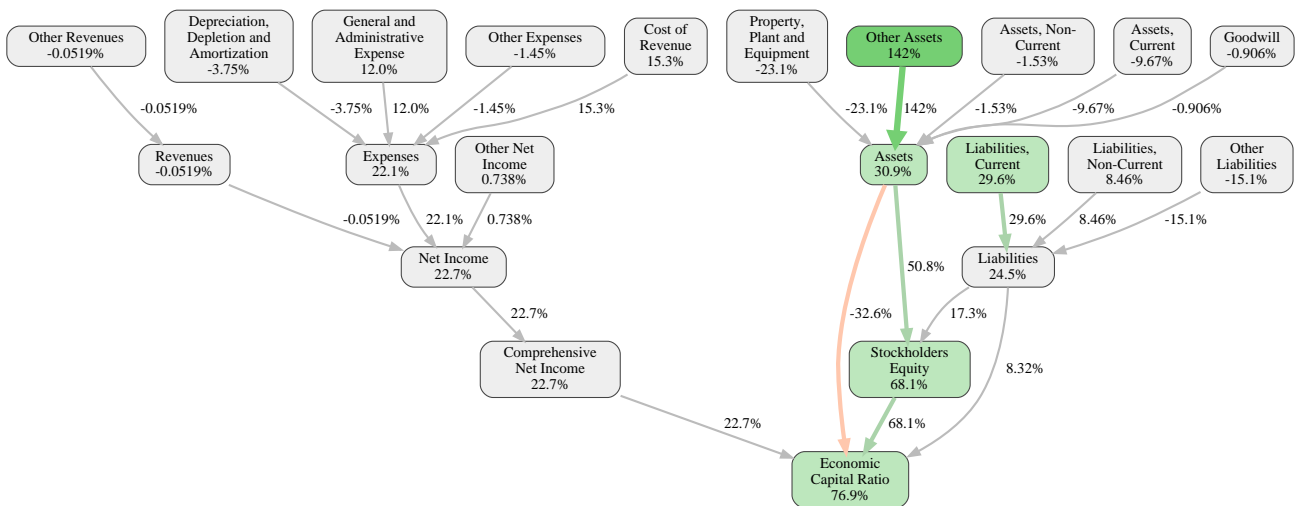 Other Revenues
-0.0519%
Depreciation,
Depletion and
Amortization
-3.75%
General and
Administrative
Expense
12.0%
Other Expenses
-1.45%
Cost of
Revenue
15.3%
Property,
Plant and
Equipment
-23.1%
Other Assets
142%
Assets, Non-
Current
-1.53%
Assets,
Current
-9.67%
Goodwill
-0.906%
-0.0519%
-3.75%
12.0%
-1.45%
15.3%
-23.1%
142%
-1.53%
-9.67%
-0.906%
Revenues
-0.0519%
Expenses
22.1%
Other Net
Income
0.738%
Assets
30.9%
Liabilities,
Current
29.6%
Liabilities,
Non-Current
8.46%
Other
Liabilities
-15.1%
-0.0519%
22.1%
0.738%
29.6%
8.46%
-15.1%
Net Income
22.7%
50.8%
Liabilities
24.5%
22.7%
-32.6%
17.3%
Comprehensive
Net Income
22.7%
Stockholders
Equity
68.1%
8.32%
22.7%
68.1%
Economic
Capital Ratio
76.9%